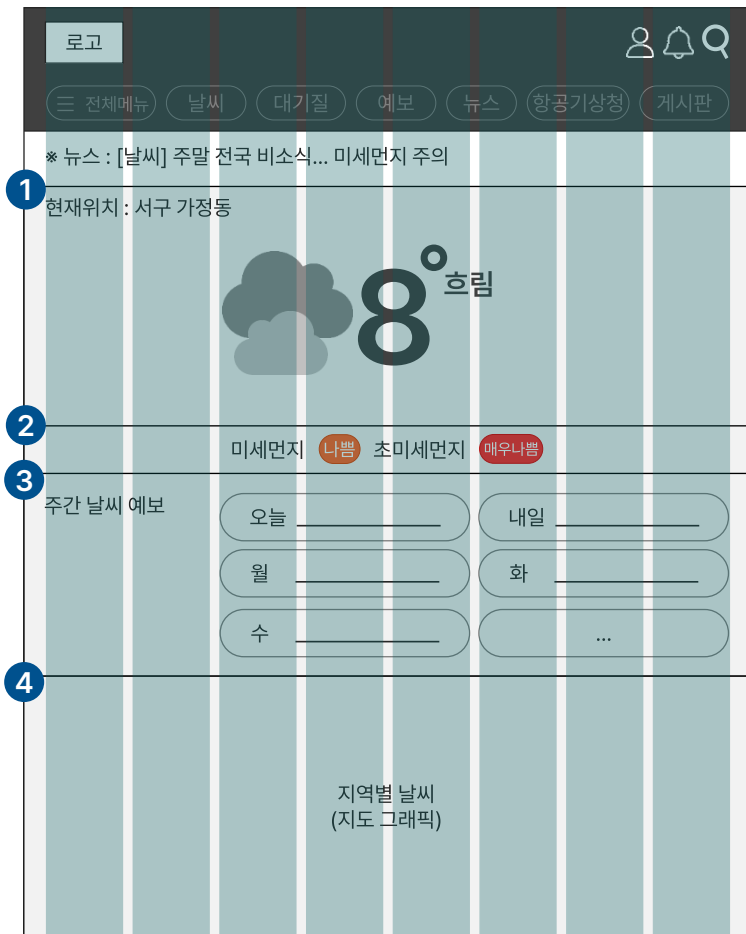 로고
전체메뉴 날씨 대기질 예보 뉴스 항공기상청 게시판
※ 뉴스 : [날씨] 주말 전국 비소식... 미세먼지 주의
1
현재위치 : 서구 가정동
8° 흐림
2
미세먼지 나쁨 초미세먼지 매우나쁨
3
주간 날씨 예보
오늘 내일
월 화
수 ...
4
지역별 날씨
(지도 그래픽)